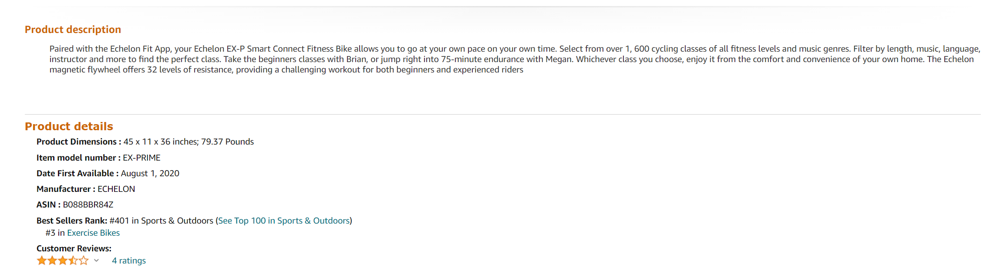 Product description
Paired with the Echelon Fit App, your Echelon EX-P Smart Connect Fitness Bike allows you to go at your own pace on your own time. Select from over 1, 600 cycling classes of all fitness levels and music genres. Filter by length, music, language,
instructor and more to find the perfect class. Take the beginners classes with Brian, or jump right into 75-minute endurance with Megan. Whichever class you choose, enjoy it from the comfort and convenience of your own home. The Echelon
magnetic flywheel offers 32 levels of resistance, providing a challenging workout for both beginners and experienced riders
Product details
Product Dimensions : 45 x 11 x 36 inches; 79.37 Pounds
Item model number : EX-PRIME
Date First Available : August 1, 2020
Manufacturer : ECHELON
ASIN : B088BBR84Z
Best Sellers Rank: #401 in Sports & Outdoors (See Top 100 in Sports & Outdoors)
#3 in Exercise Bikes
Customer Reviews:
4 ratings